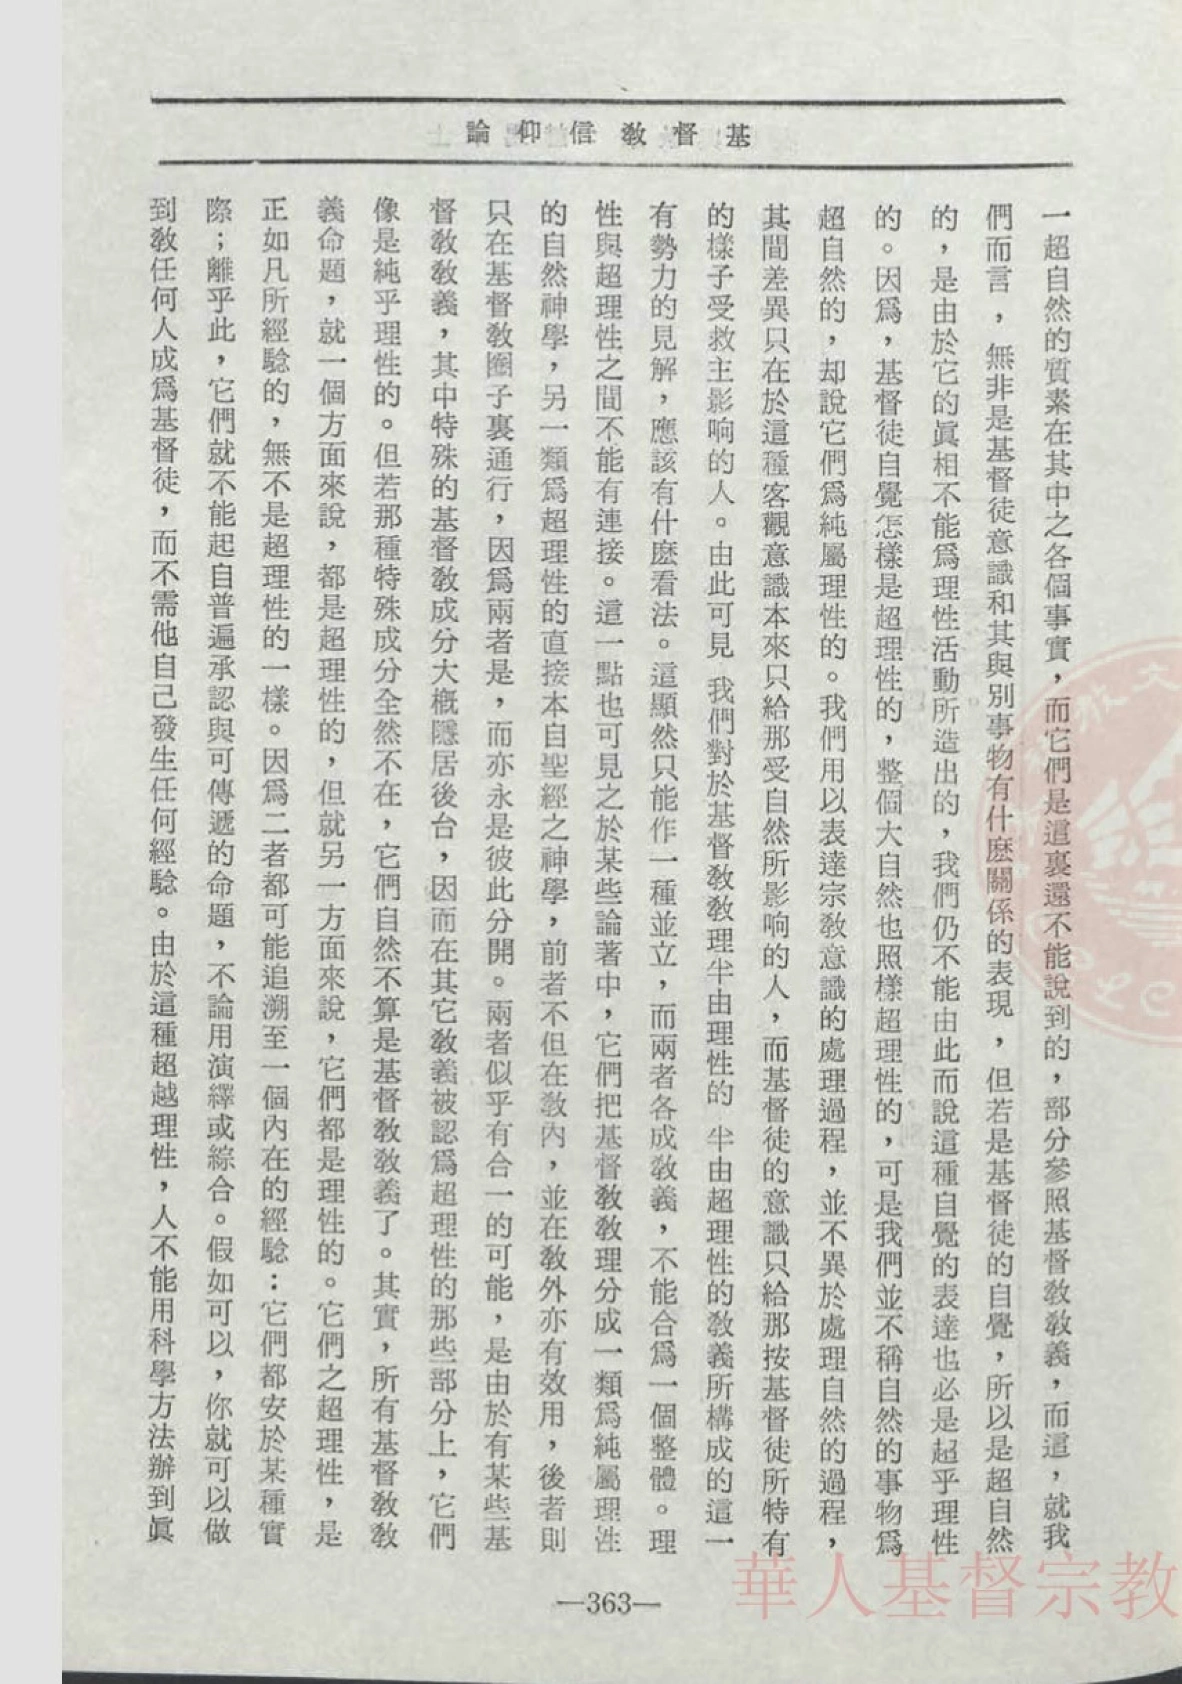 基督教信仰論
一超自然的質素在其中之各個事實，而它們是這裏還不能說到的，部分參照基督教教義，而這，就我
們而言，無非是基督徒意識和其與別事物有什麽關係的表現，但若是基督徒的自覺，所以是超自然
的，是由於它的眞相不能爲理性活動所造出的，我們仍不能由此而說這種自覺的表達也必是超乎理性
的。因爲，基督徒自覺怎樣是超理性的，整個大自然也照樣超理性的，可是我們並不稱自然的事物爲
超自然的，却說它們爲純屬理性的。我們用以表達宗教意識的處理過程，並不異於處理自然的過程，
其間差異只在於這種客觀意識本來只給那受自然所影响的人，而基督徒的意識只給那按基督徒所特有
的樣子受救主影响的人。由此可見 我們對於基督教教理半由理性的 半由超理性的教義所構成的這一
有勢力的見解，應該有什麽看法。這顯然只能作一種並立，而兩者各成教義，不能合爲一個整體。理
性與超理性之間不能有連接。這一點也可見之於某些論著中，它們把基督教教理分成一類爲純屬理性
的自然神學，另一類爲超理性的直接本自聖經之神學，前者不但在教內，並在教外亦有效用，後者則
只在基督教圈子裏通行，因爲兩者是，而亦永是彼此分開。兩者似乎有合一的可能，是由於有某些基
督教教義，其中特殊的基督教成分大概隱居後台，因而在其它教義被認爲超理性的那些部分上，它們
像是純乎理性的。但若那種特殊成分全然不在，它們自然不算是基督教教義了。其實，所有基督教教
義命題，就一個方面來說，都是超理性的，但就另一方面來說，它們都是理性的。它們之超理性，是
正如凡所經驗的，無不是超理性的一樣。因爲二者都可能追溯至一個內在的經驗：它們都安於某種實
際；離乎此，它們就不能起自普遍承認與可傳遞的命題，不論用演繹或綜合。假如可以，你就可以做
到教任何人成爲基督徒，而不需他自己發生任何經驗。由於這種超越理性，人不能用科學方法辦到眞
—363—
華人基督宗教